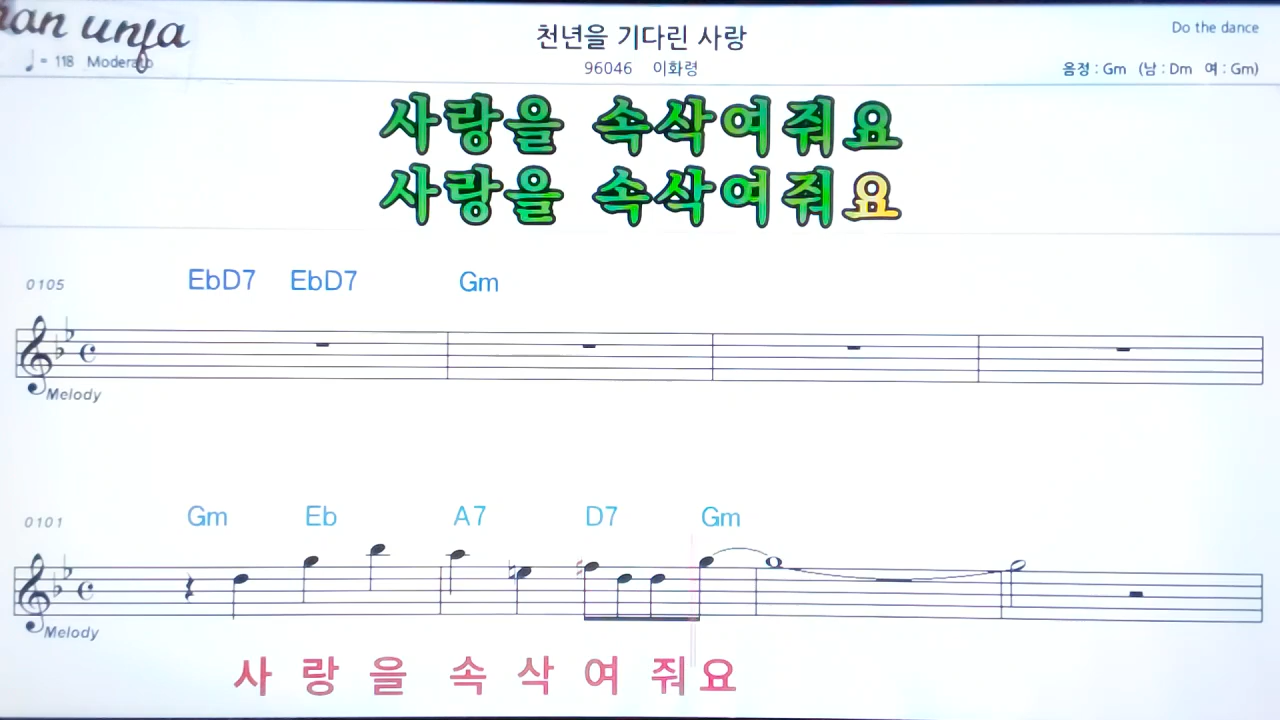 an unja
Do the dance
천년을 기다린 사랑
♩ = 118 Moderato
96046 이화령
음정 : Gm (남 : Dm 여 : Gm)
사랑을 속삭여줘요
사랑을 속삭여줘요
0105 EbD7 EbD7 Gm
Melody
0101 Gm Eb A7 D7 Gm
Melody
사 랑 을 속 삭 여 줘 요